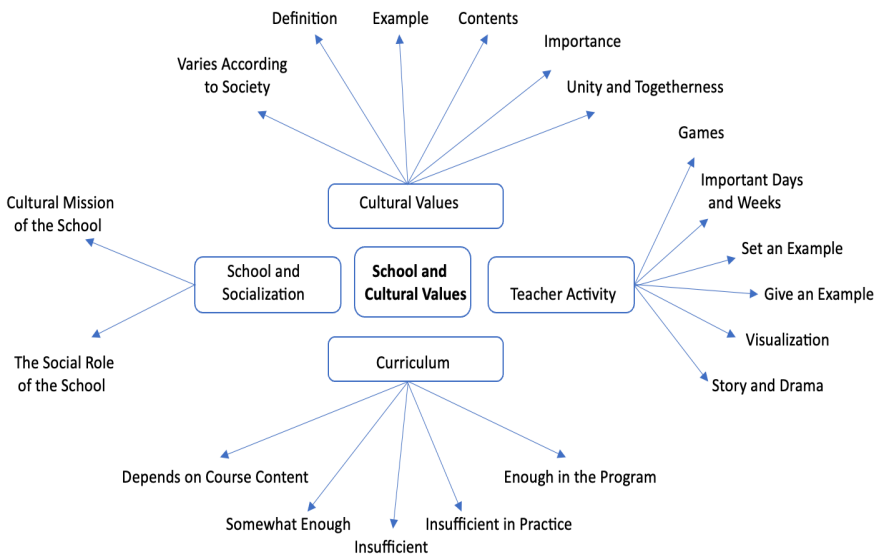 Definition
Example
Contents
Importance
Varies According
to Society
Unity and Togetherness
Games
Important Days
and Weeks
Cultural Values
Cultural Mission
of the School
Set an Example
School and
Socialization
School and
Cultural Values
Teacher Activity
Give an Example
Visualization
The Social Role
of the School
Curriculum
Story and Drama
Depends on Course Content
Enough in the Program
Somewhat Enough
Insufficient in Practice
Insufficient